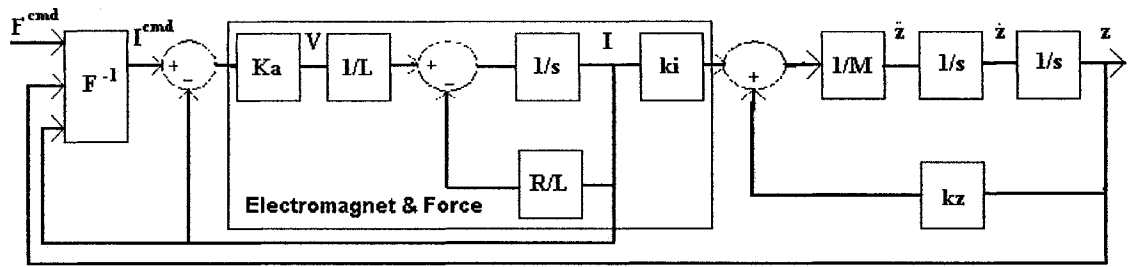 F^cmd
I^cmd
F^-1
+
−
Ka
V
1/L
+
−
1/s
I
ki
+
1/M
z̈
1/s
ż
1/s
z
R/L
kz
Electromagnet & Force